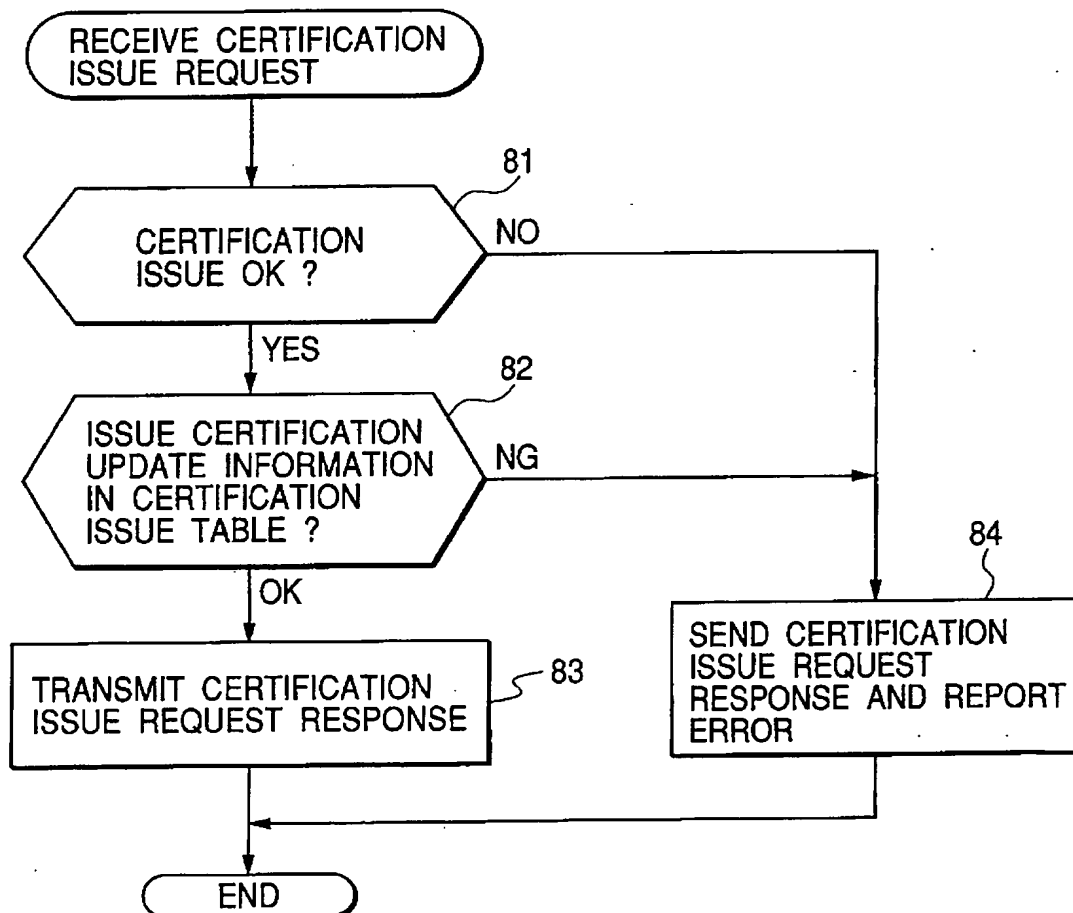 RECEIVE CERTIFICATION
ISSUE REQUEST
81
CERTIFICATION
ISSUE OK ?
NO
YES
82
ISSUE CERTIFICATION
UPDATE INFORMATION
IN CERTIFICATION
ISSUE TABLE ?
NG
OK
83
TRANSMIT CERTIFICATION
ISSUE REQUEST RESPONSE
84
SEND CERTIFICATION
ISSUE REQUEST
RESPONSE AND REPORT
ERROR
END